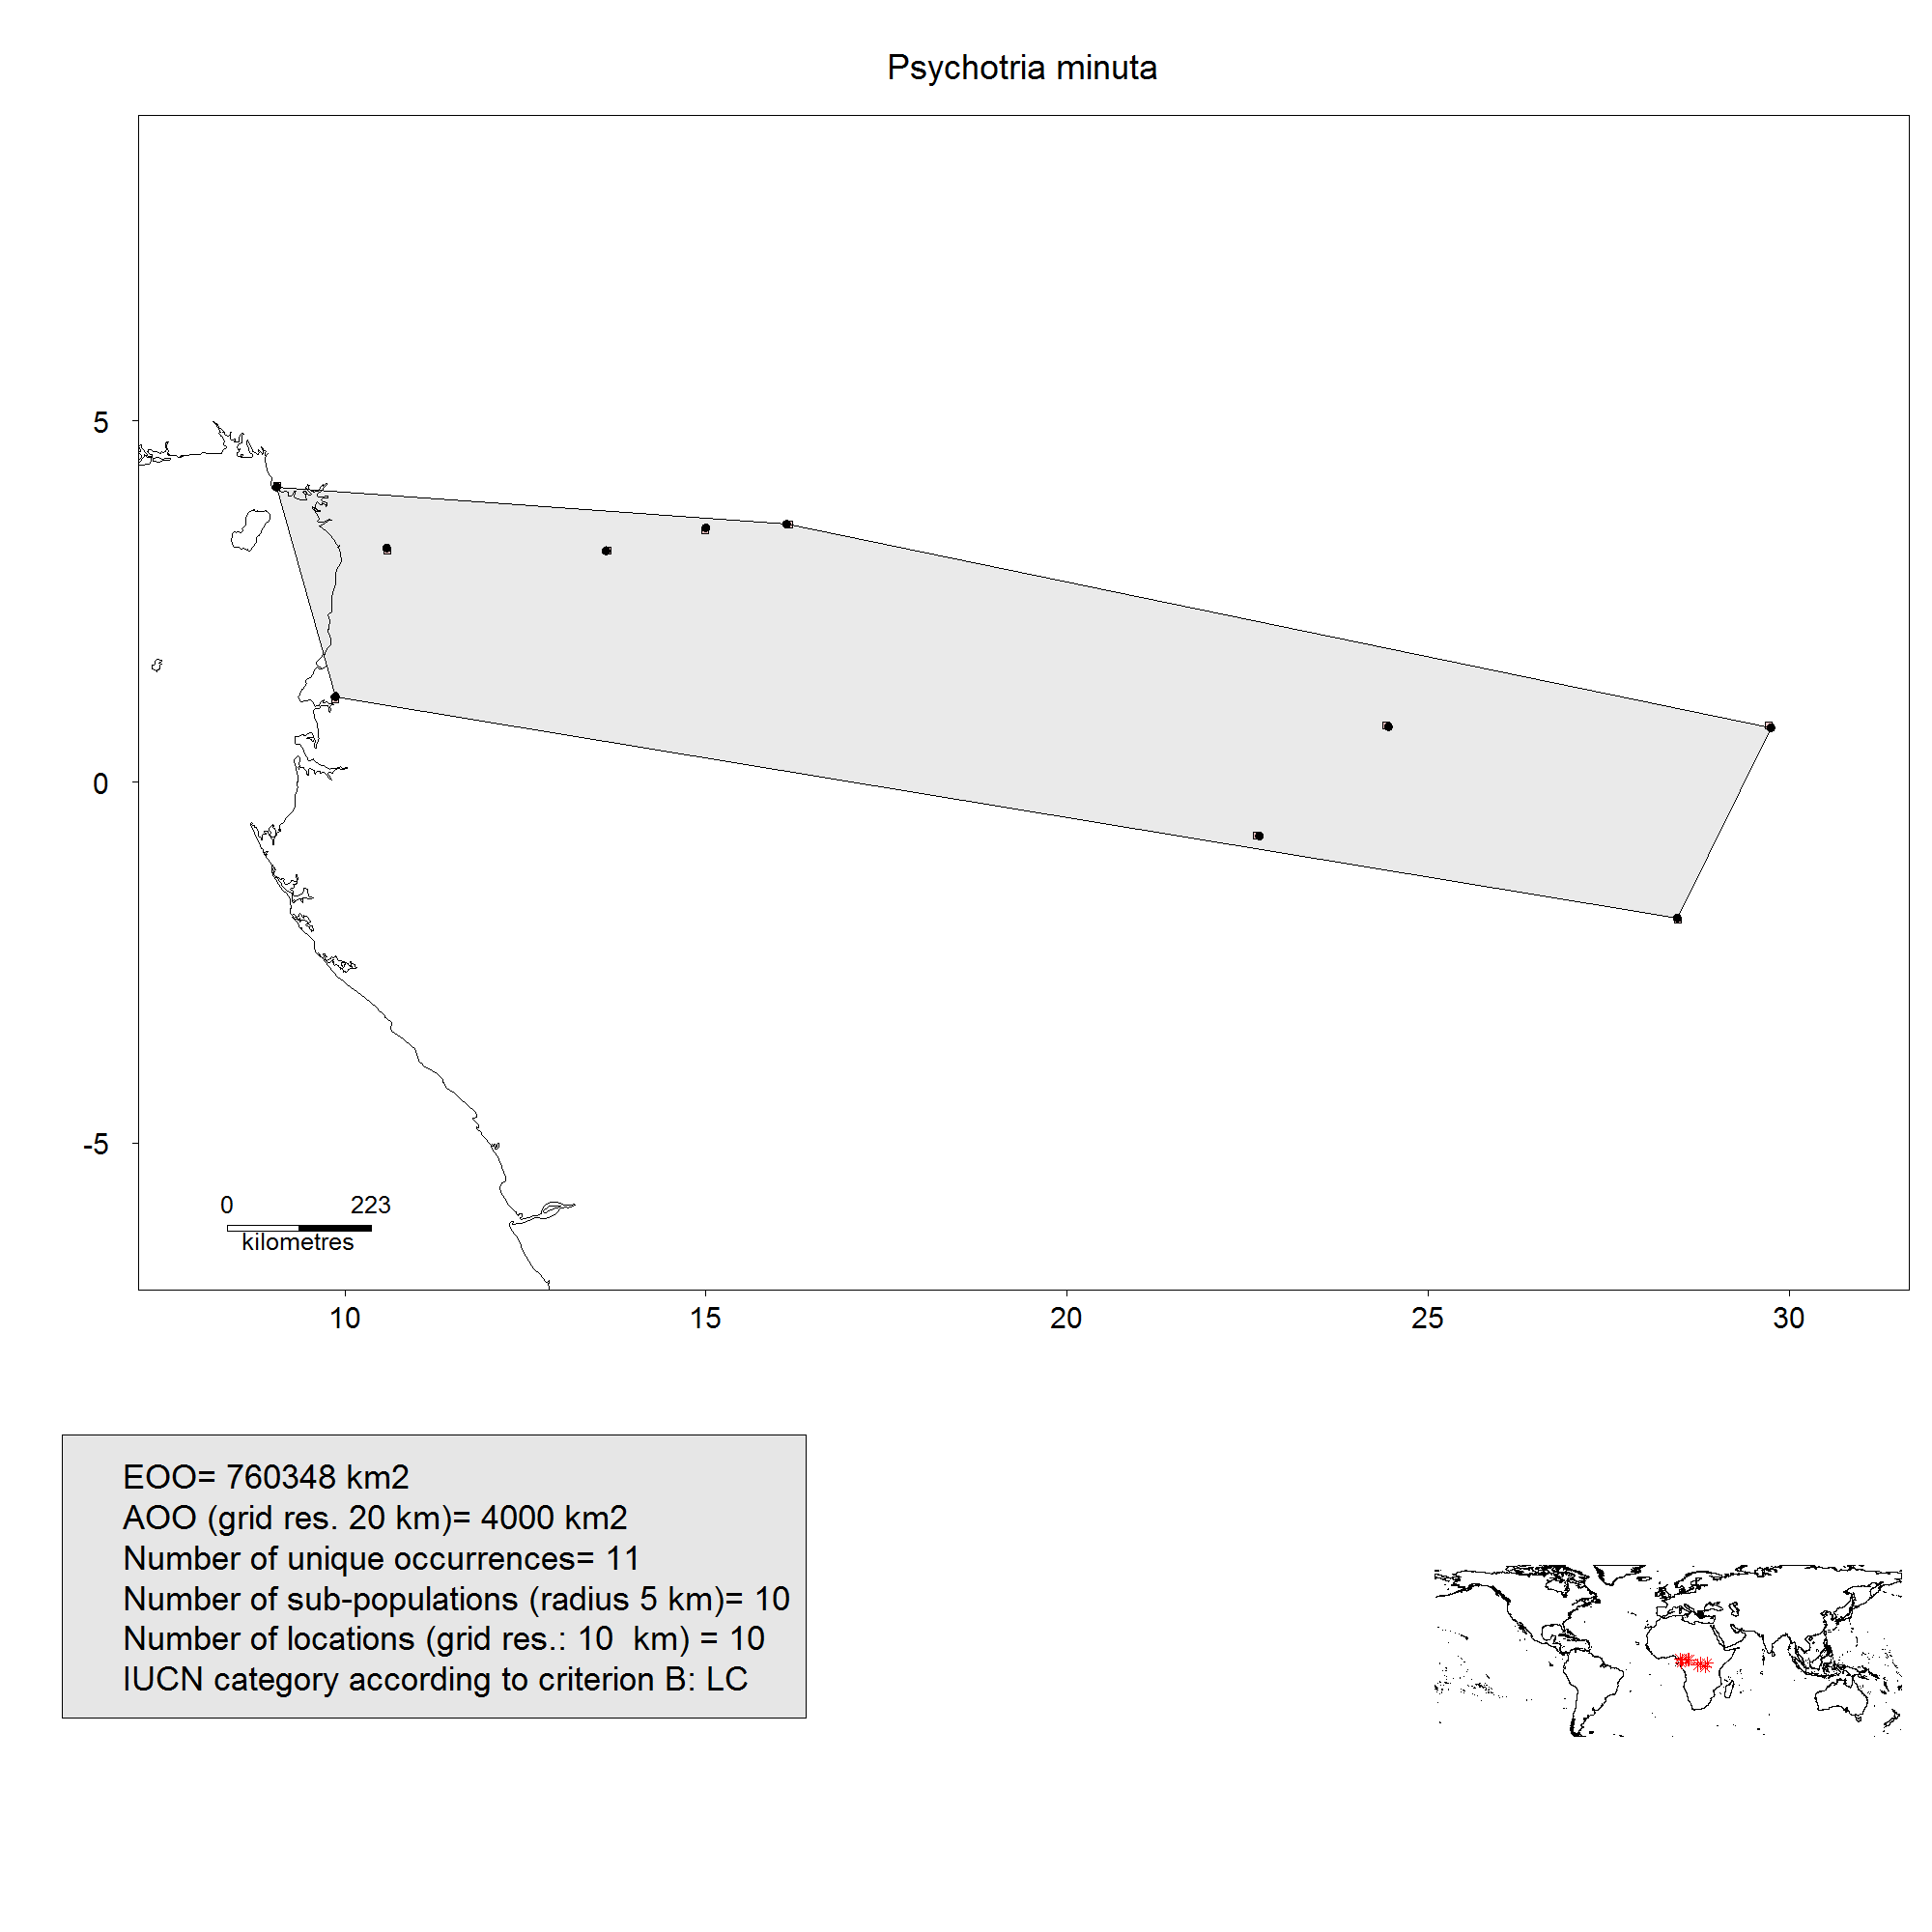 Psychotria minuta
5
0
-5
0 223
kilometres
10 15 20 25 30
EOO= 760348 km2
AOO (grid res. 20 km)= 4000 km2
Number of unique occurrences= 11
Number of sub-populations (radius 5 km)= 10
Number of locations (grid res.: 10  km) = 10
IUCN category according to criterion B: LC